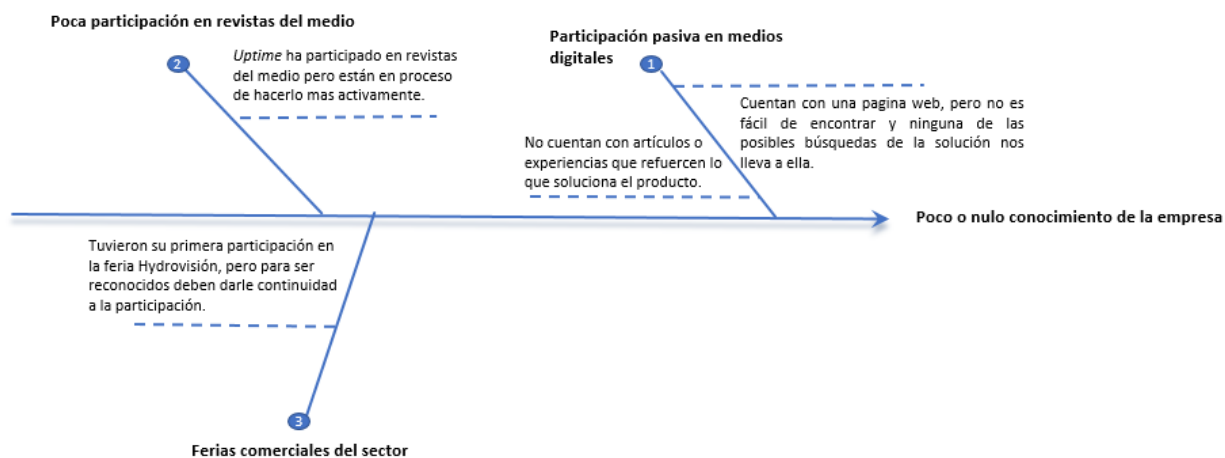 Poca participación en revistas del medio
2
Uptime ha participado en revistas
del medio pero están en proceso
de hacerlo mas activamente.
Participación pasiva en medios
digitales
1
Cuentan con una pagina web, pero no es
fácil de encontrar y ninguna de las
posibles búsquedas de la solución nos
lleva a ella.
No cuentan con artículos o
experiencias que refuercen lo
que soluciona el producto.
Poco o nulo conocimiento de la empresa
Tuvieron su primera participación en
la feria Hydrovisión, pero para ser
reconocidos deben darle continuidad
a la participación.
3
Ferias comerciales del sector